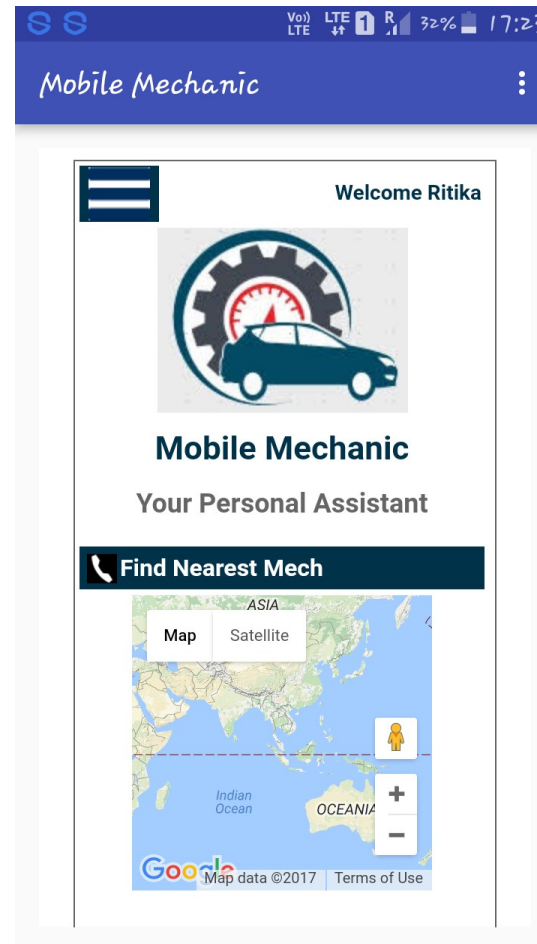 Vo)) LTE LTE 1 R 32% 17:23
Mobile Mechanic
Welcome Ritika
Mobile Mechanic
Your Personal Assistant
Find Nearest Mech
ASIA
Map Satellite
Indian
Ocean
OCEANIA
Google Map data ©2017 Terms of Use